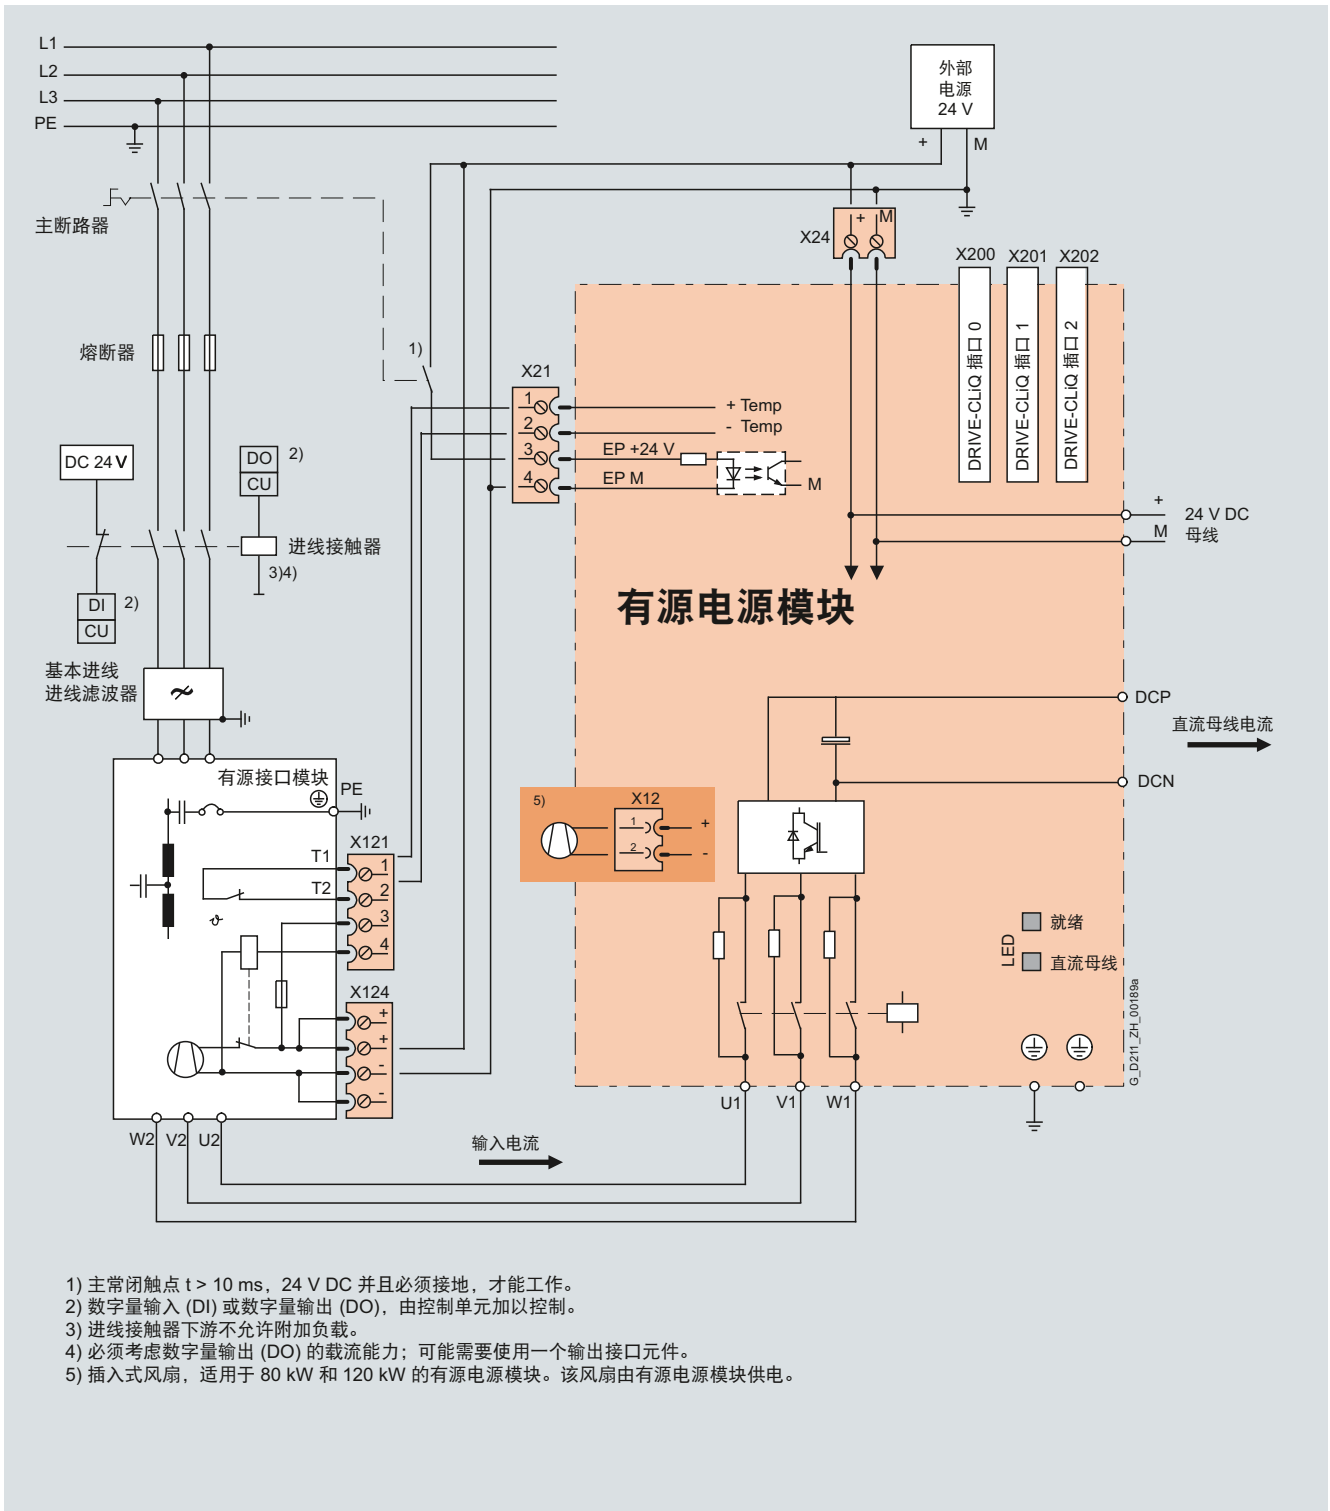 L1
L2
L3
PE
外部
电源
24 V
+
M
主断路器
X24
+
M
X200
X201
X202
DRIVE-CLiQ 插口 0
DRIVE-CLiQ 插口 1
DRIVE-CLiQ 插口 2
熔断器
1)
X21
1
2
3
4
+ Temp
- Temp
EP +24 V
EP M
M
DC 24 V
DO
CU
2)
进线接触器
3)4)
DI
CU
2)
+
M
24 V DC
母线
有源电源模块
基本进线
进线滤波器
DCP
直流母线电流
DCN
有源接口模块
PE
5)
X12
1
2
+
-
X121
T1
T2
1
2
3
4
X124
+
+
-
-
LED
就绪
直流母线
G_D211_ZH_00189a
U1
V1
W1
W2
V2
U2
输入电流
1) 主常闭触点 t > 10 ms，24 V DC 并且必须接地，才能工作。
2) 数字量输入 (DI) 或数字量输出 (DO)，由控制单元加以控制。
3) 进线接触器下游不允许附加负载。
4) 必须考虑数字量输出 (DO) 的载流能力；可能需要使用一个输出接口元件。
5) 插入式风扇，适用于 80 kW 和 120 kW 的有源电源模块。该风扇由有源电源模块供电。